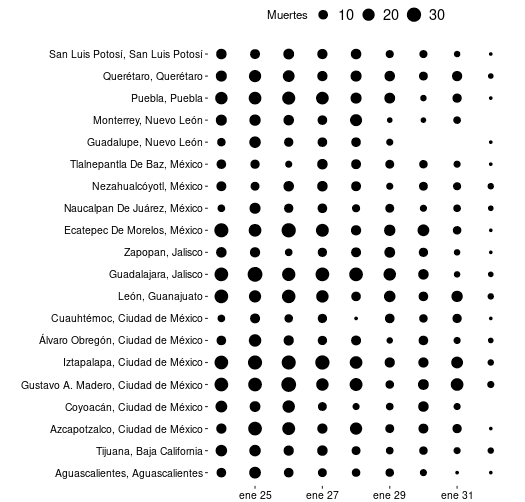 Muertes 10 20 30
San Luis Potosí, San Luis Potosí
Querétaro, Querétaro
Puebla, Puebla
Monterrey, Nuevo León
Guadalupe, Nuevo León
Tlalnepantla De Baz, México
Nezahualcóyotl, México
Naucalpan De Juárez, México
Ecatepec De Morelos, México
Zapopan, Jalisco
Guadalajara, Jalisco
León, Guanajuato
Cuauhtémoc, Ciudad de México
Álvaro Obregón, Ciudad de México
Iztapalapa, Ciudad de México
Gustavo A. Madero, Ciudad de México
Coyoacán, Ciudad de México
Azcapotzalco, Ciudad de México
Tijuana, Baja California
Aguascalientes, Aguascalientes
ene 25 ene 27 ene 29 ene 31